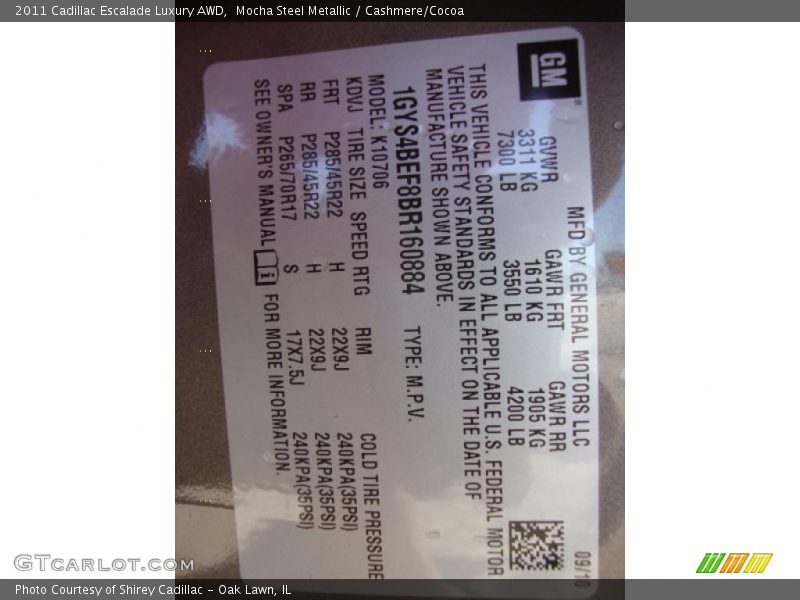 2011 Cadillac Escalade Luxury AWD,  Mocha Steel Metallic / Cashmere/Cocoa
GM
MFD BY GENERAL MOTORS LLC 09/10
GVWR GAWR FRT GAWR RR
3311 KG 1610 KG 1905 KG
7300 LB 3550 LB 4200 LB
THIS VEHICLE CONFORMS TO ALL APPLICABLE U.S. FEDERAL MOTOR
VEHICLE SAFETY STANDARDS IN EFFECT ON THE DATE OF
MANUFACTURE SHOWN ABOVE.
1GYS4BEF8BR160884 TYPE: M.P.V.
MODEL: K10706
KDVJ TIRE SIZE SPEED RTG RIM COLD TIRE PRESSURE
FRT P285/45R22 H 22X9J 240KPA(35PSI)
RR P285/45R22 H 22X9J 240KPA(35PSI)
SPA P265/70R17 S 17X7.5J 240KPA(35PSI)
SEE OWNER'S MANUAL i FOR MORE INFORMATION.
GTCarlot.com
Photo Courtesy of Shirey Cadillac - Oak Lawn, IL